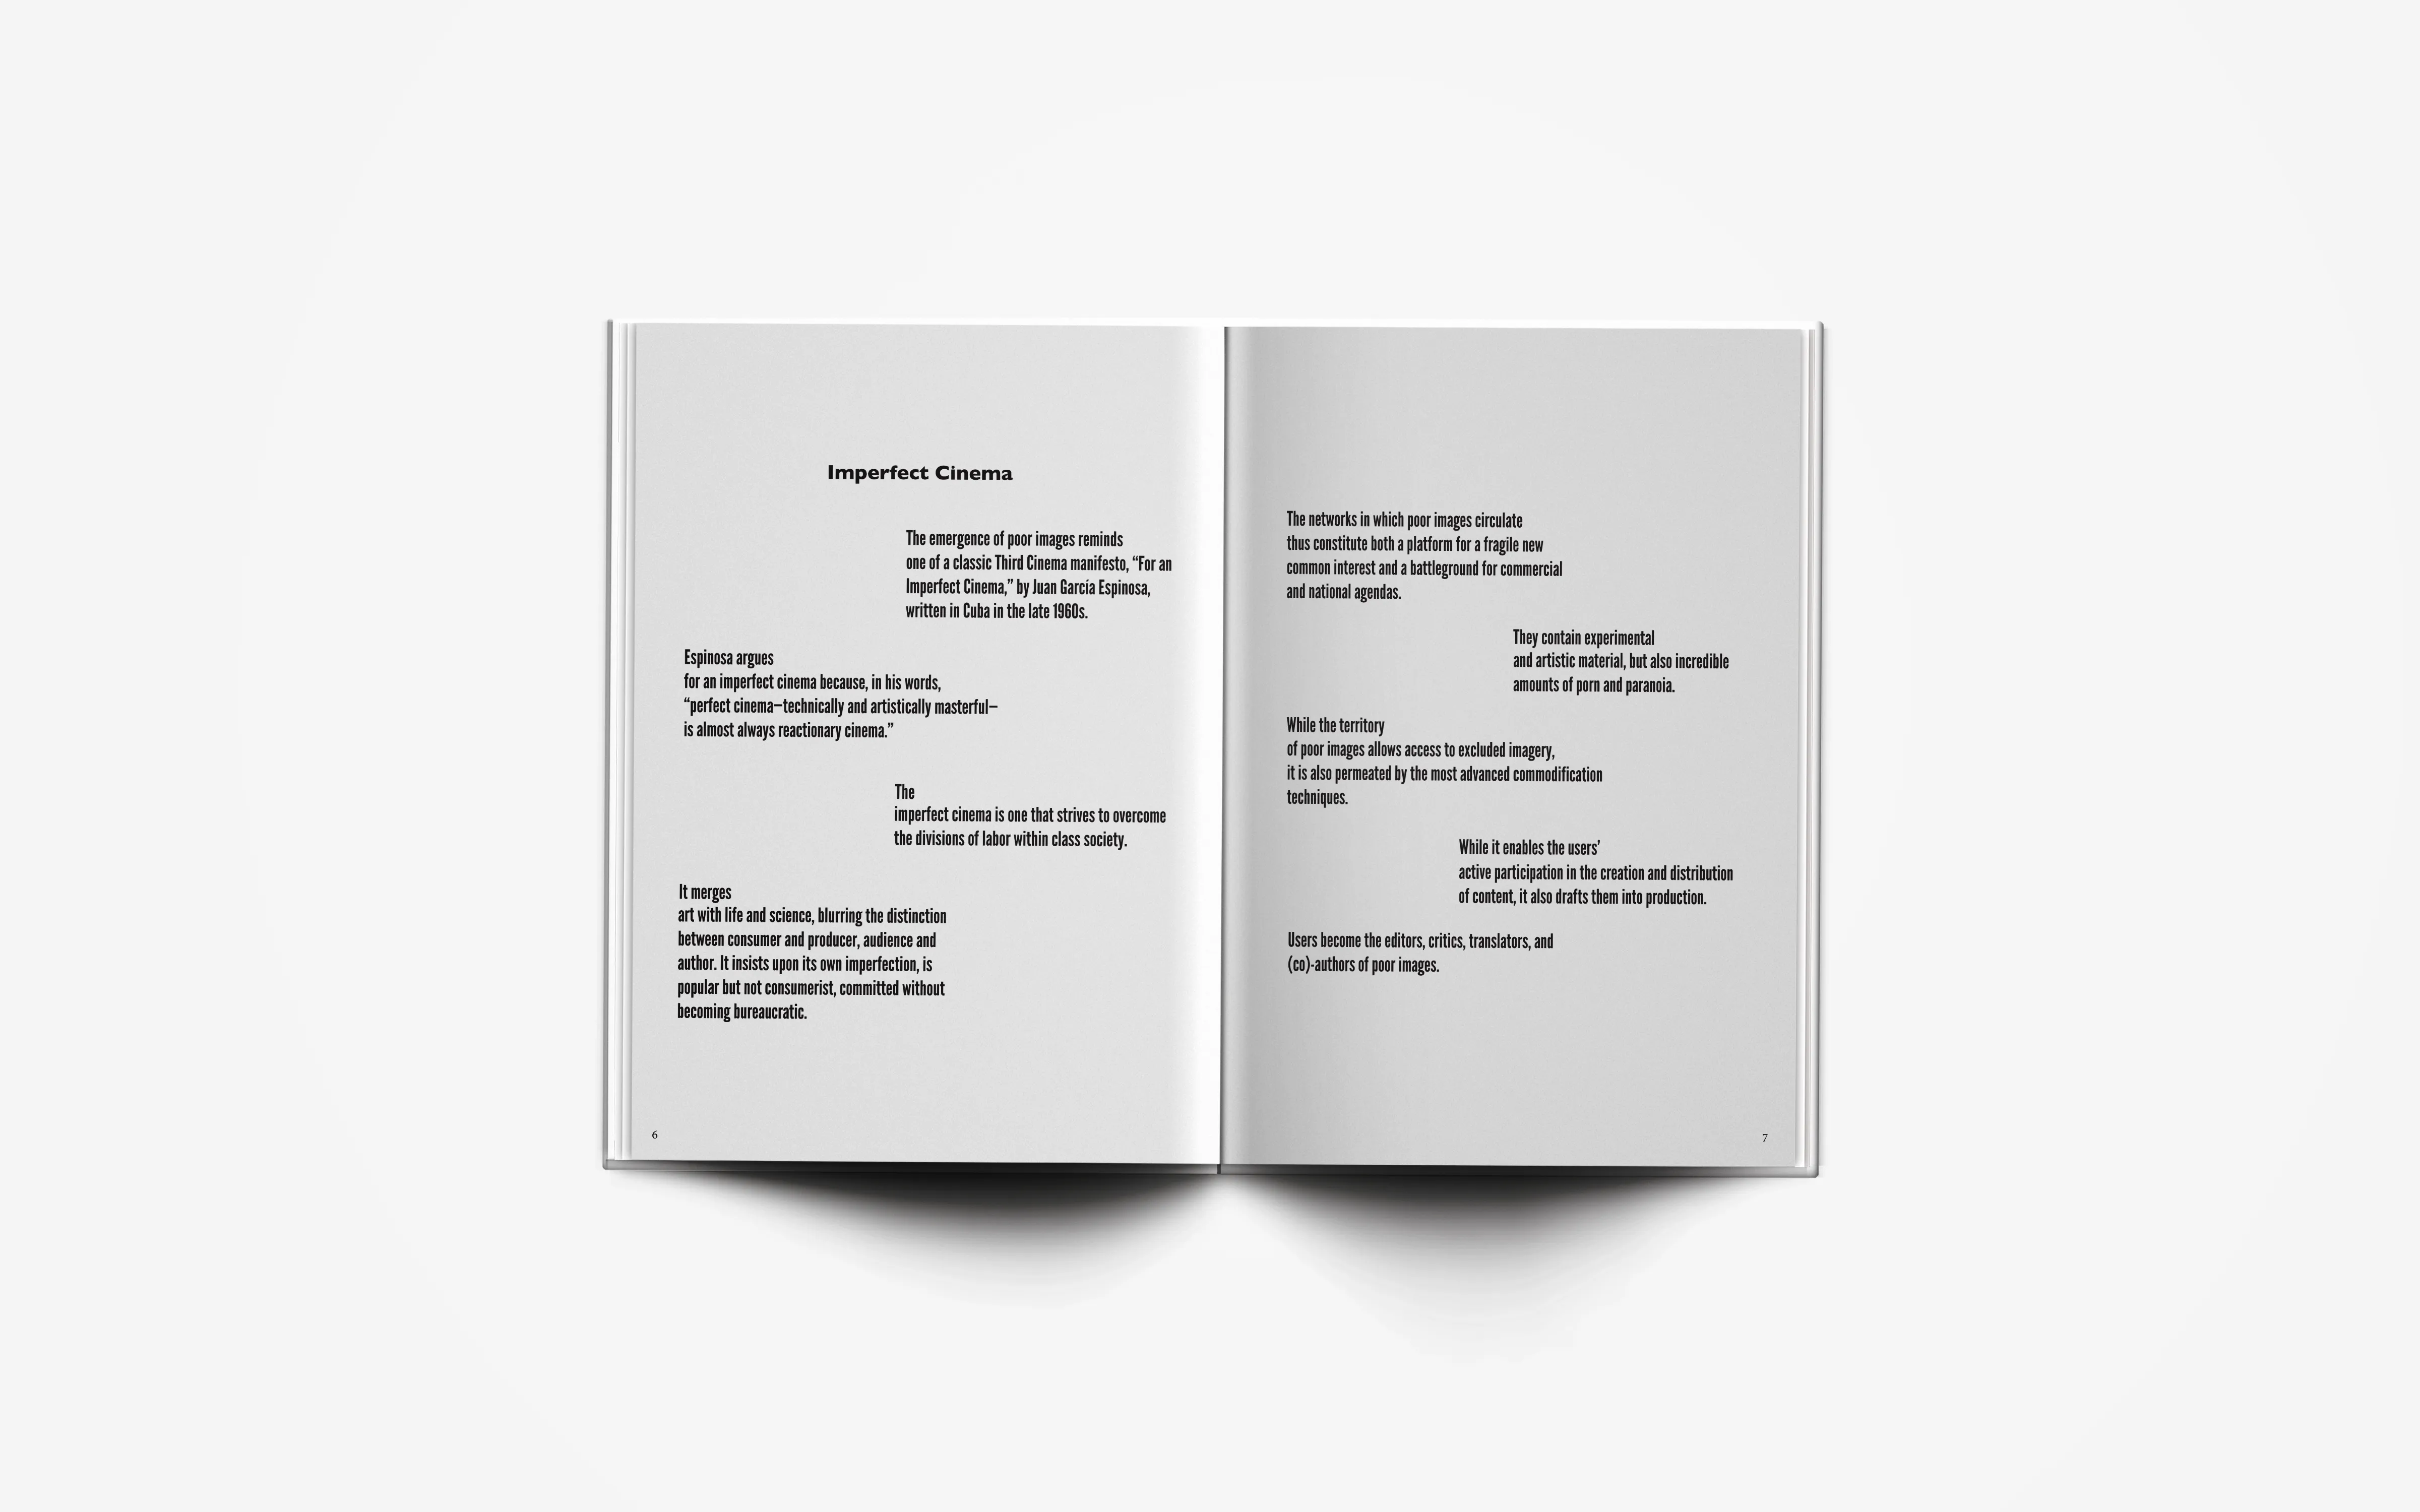 Imperfect Cinema
The emergence of poor images reminds
one of a classic Third Cinema manifesto, “For an
Imperfect Cinema,” by Juan García Espinosa,
written in Cuba in the late 1960s.
Espinosa argues
for an imperfect cinema because, in his words,
“perfect cinema—technically and artistically masterful—
is almost always reactionary cinema.”
The
imperfect cinema is one that strives to overcome
the divisions of labor within class society.
It merges
art with life and science, blurring the distinction
between consumer and producer, audience and
author. It insists upon its own imperfection, is
popular but not consumerist, committed without
becoming bureaucratic.
6
The networks in which poor images circulate
thus constitute both a platform for a fragile new
common interest and a battleground for commercial
and national agendas.
They contain experimental
and artistic material, but also incredible
amounts of porn and paranoia.
While the territory
of poor images allows access to excluded imagery,
it is also permeated by the most advanced commodification
techniques.
While it enables the users’
active participation in the creation and distribution
of content, it also drafts them into production.
Users become the editors, critics, translators, and
(co)-authors of poor images.
7